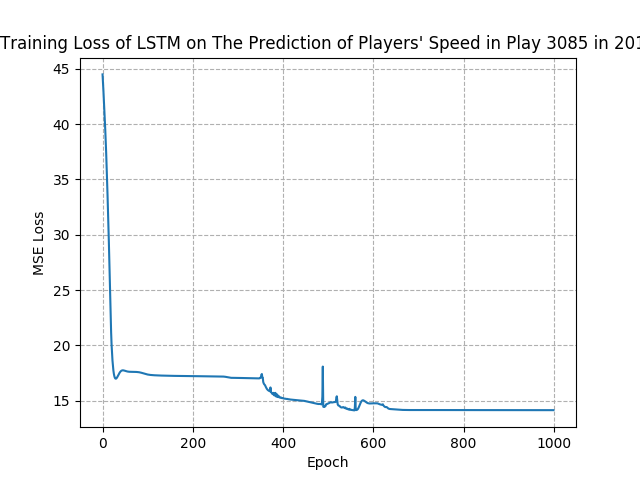 Training Loss of LSTM on The Prediction of Players' Speed in Play 3085 in 201
45
40
35
30
25
20
15
MSE Loss
0 200 400 600 800 1000
Epoch